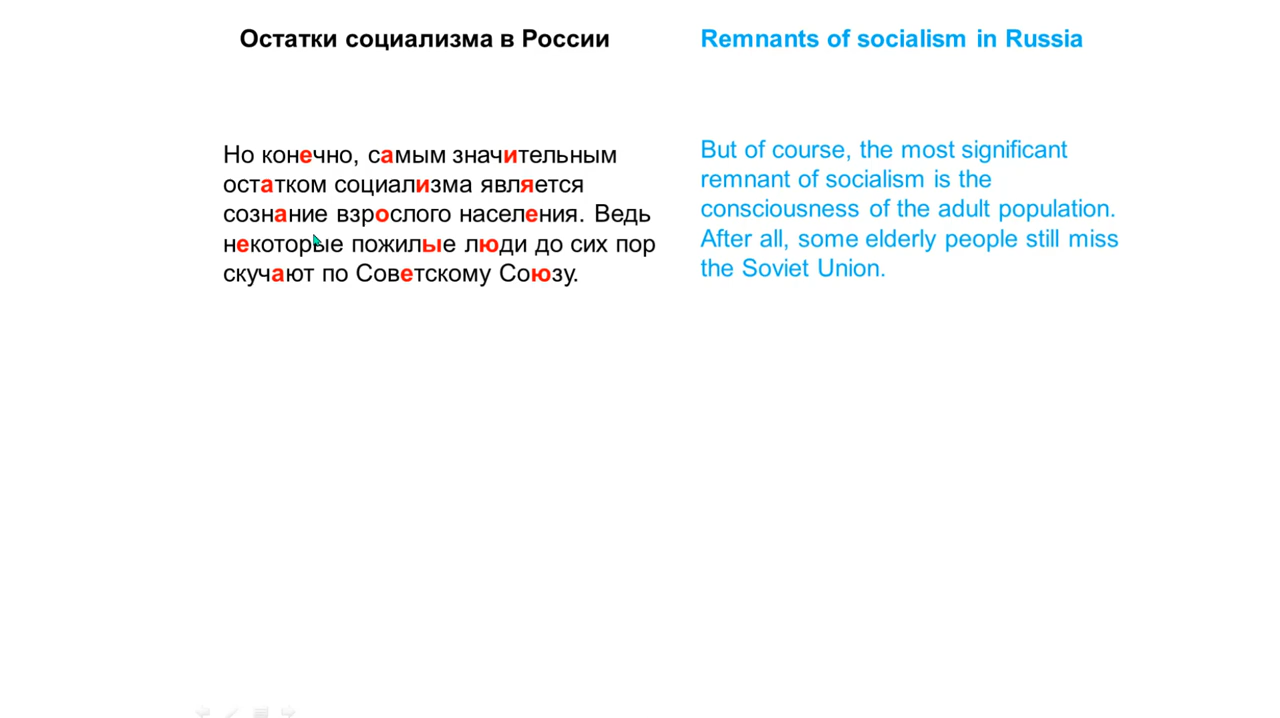 Остатки социализма в России
Remnants of socialism in Russia
Но конечно, самым значительным
остатком социализма является
сознание взрослого населения. Ведь
некоторые пожилые люди до сих пор
скучают по Советскому Союзу.
But of course, the most significant
remnant of socialism is the
consciousness of the adult population.
After all, some elderly people still miss
the Soviet Union.